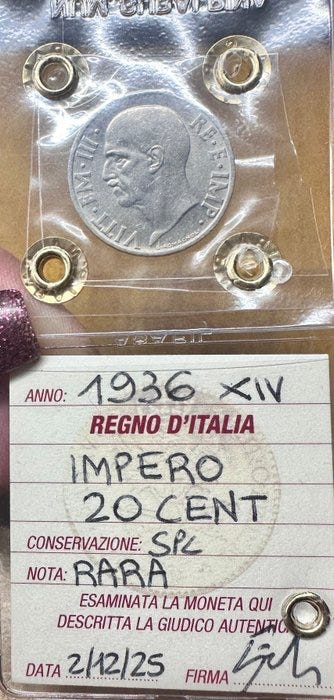 VITT·EM·III· RE·E·IMP·
ANNO: 1936 XIV
REGNO D'ITALIA
IMPERO
20 CENT
CONSERVAZIONE: SPL
NOTA: RARA
ESAMINATA LA MONETA QUI
DESCRITTA LA GIUDICO AUTENTIC
DATA 2/12/25 FIRMA